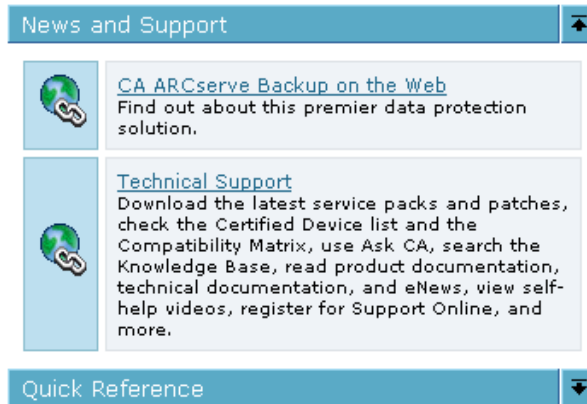 News and Support
CA ARCserve Backup on the Web
Find out about this premier data protection
solution.
Technical Support
Download the latest service packs and patches,
check the Certified Device list and the
Compatibility Matrix, use Ask CA, search the
Knowledge Base, read product documentation,
technical documentation, and eNews, view self-
help videos, register for Support Online, and
more.
Quick Reference